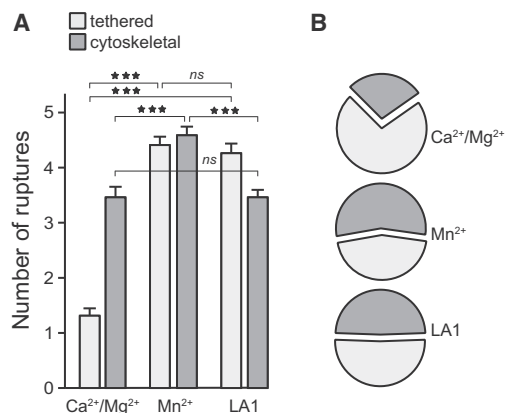 A
tethered
cytoskeletal
*** ns
***
*** ***
ns
Number of ruptures
5
4
3
2
1
0
Ca²⁺/Mg²⁺ Mn²⁺ LA1
B
Ca²⁺/Mg²⁺
Mn²⁺
LA1